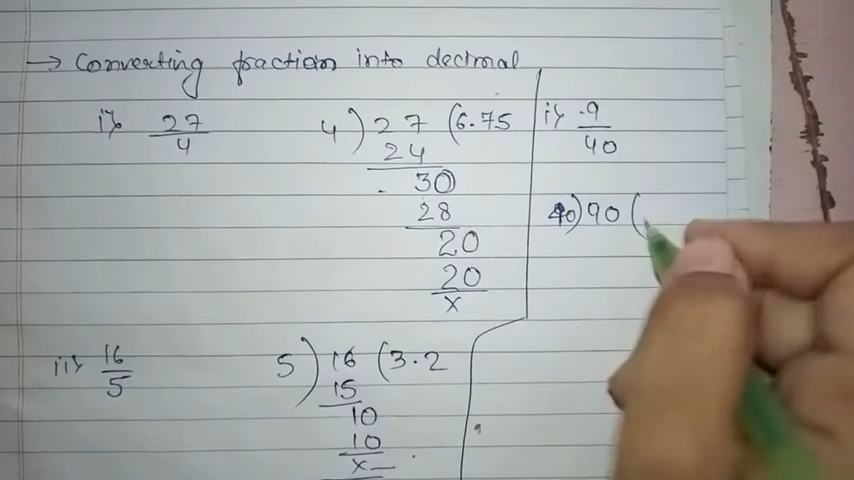 → Converting fraction into decimal
i) 27/4
4 ) 27 ( 6.75
24
30
28
20
20
x
ii) 16/5
5 ) 16 ( 3.2
15
10
10
x
i) .9/40
40 ) 90 (